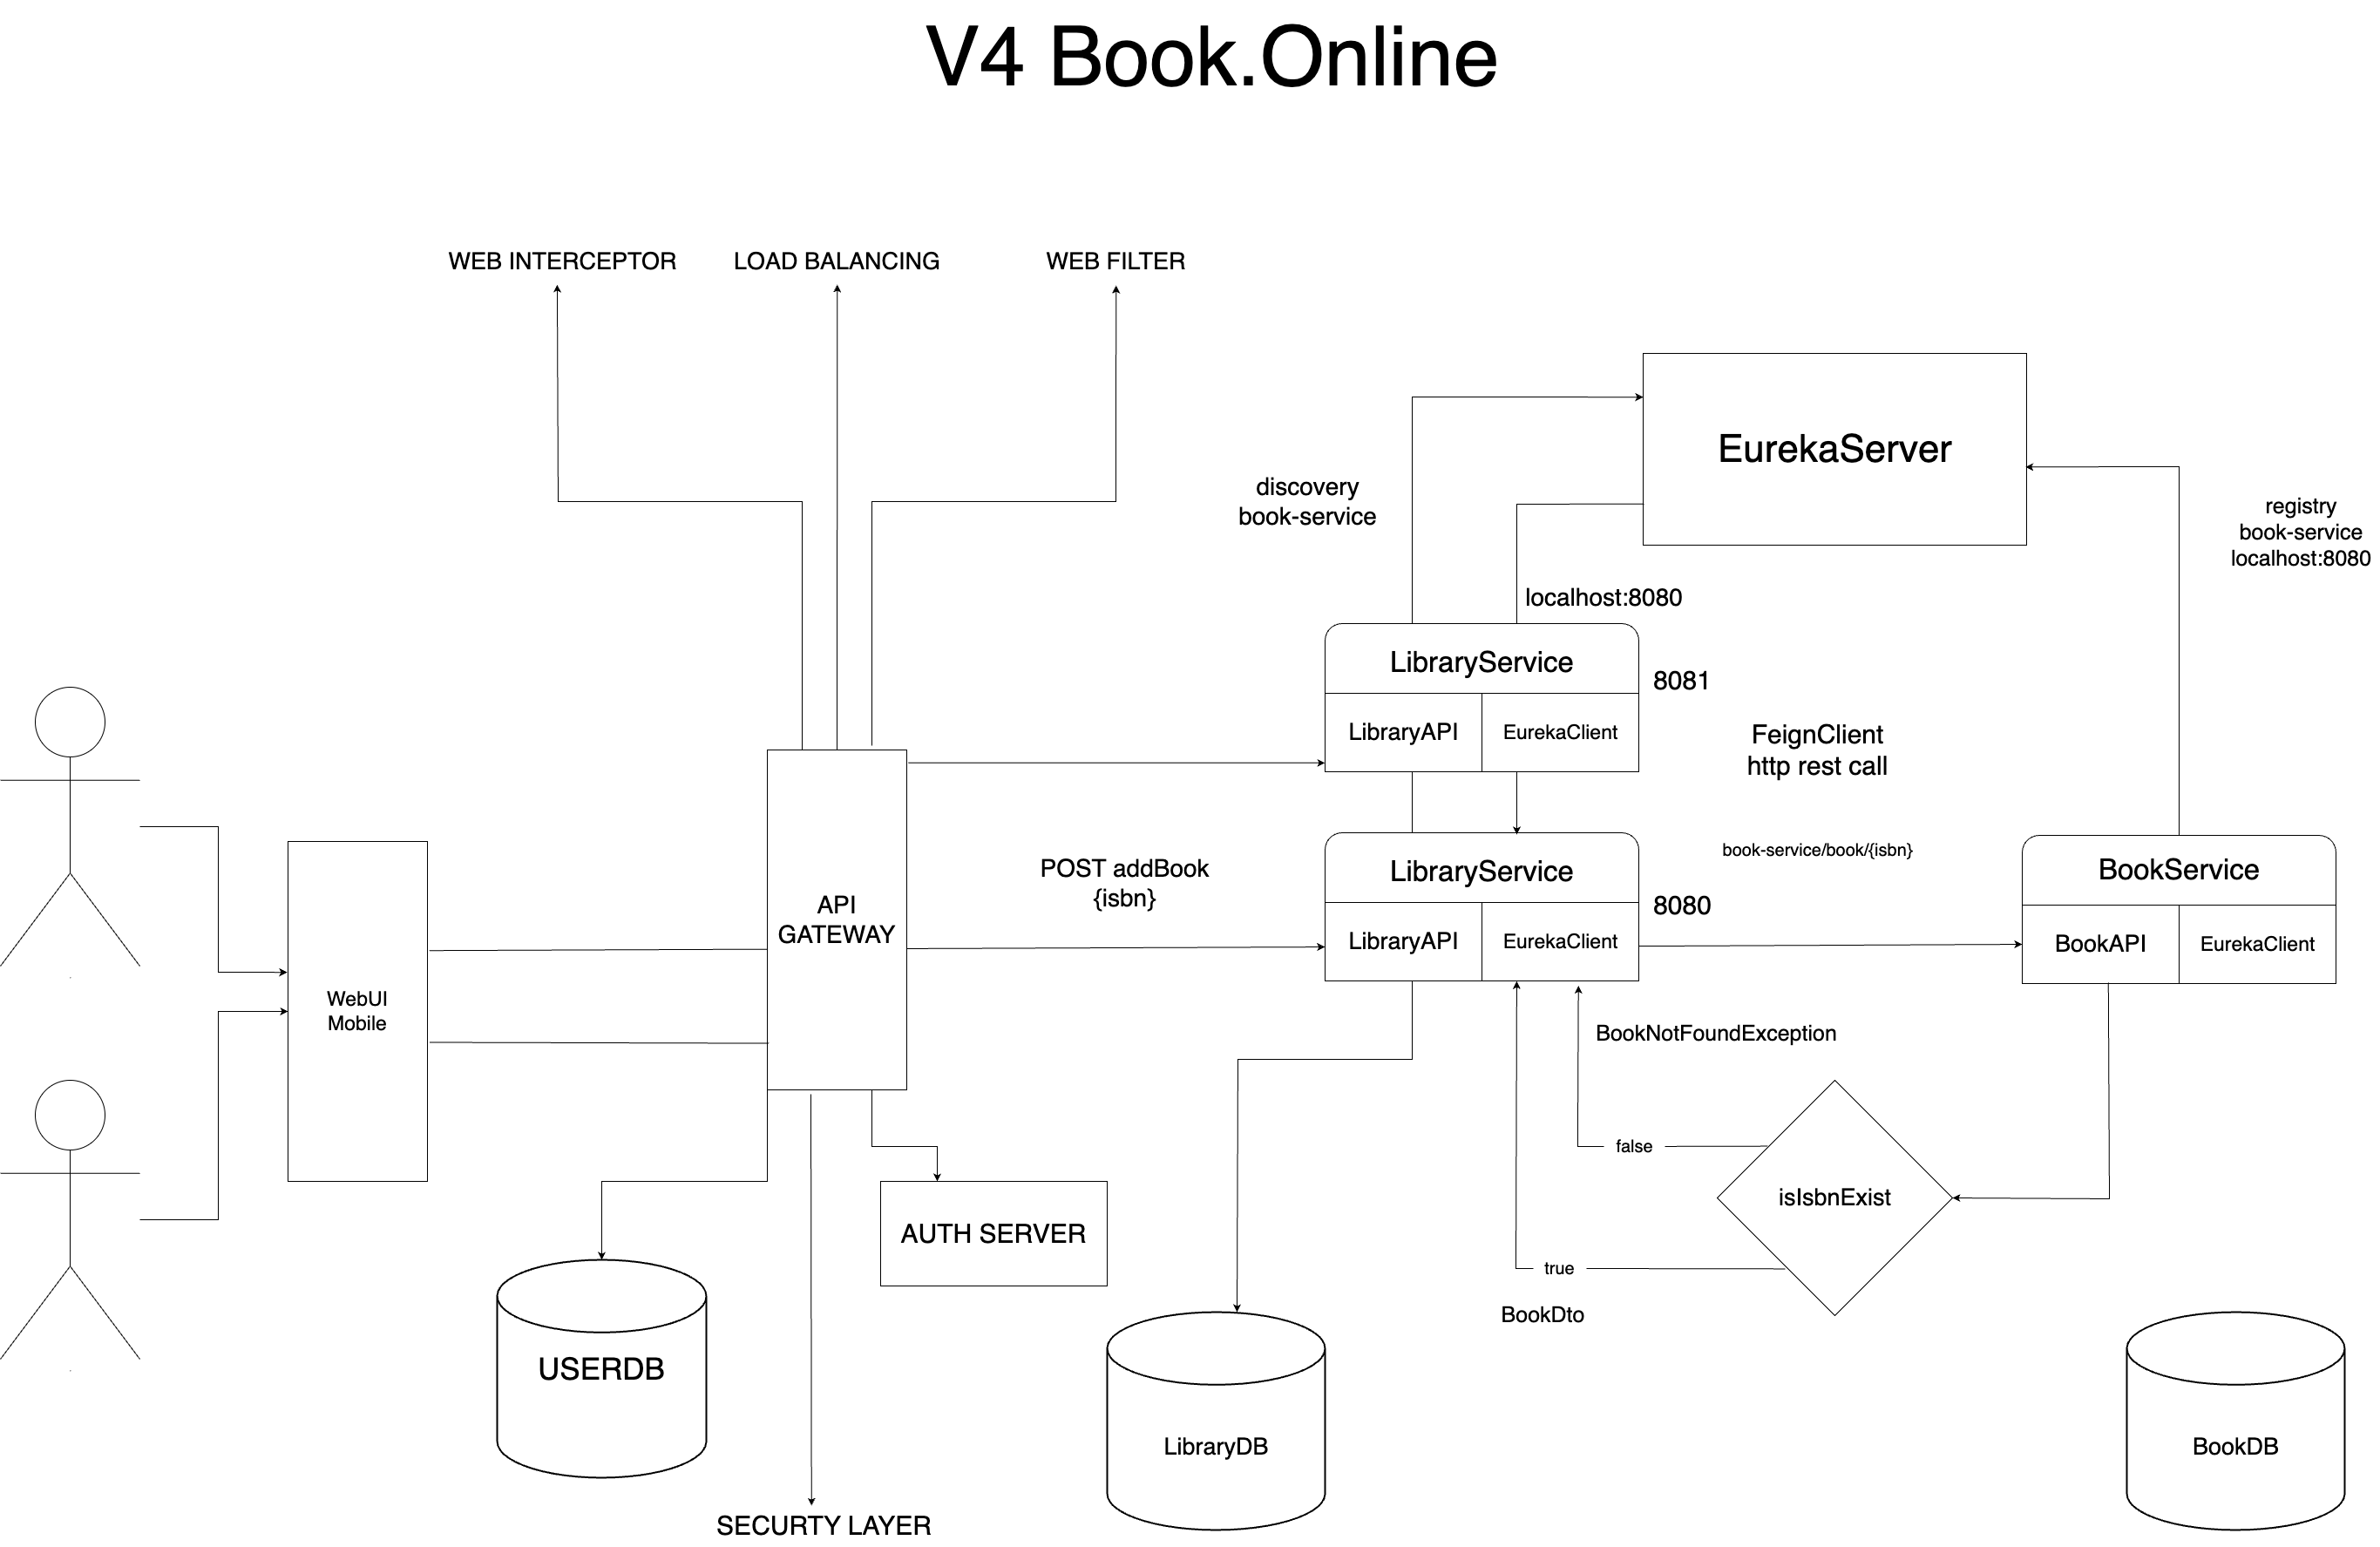 V4 Book.Online
WEB INTERCEPTOR
LOAD BALANCING
WEB FILTER
EurekaServer
discovery
book-service
registry
book-service
localhost:8080
localhost:8080
LibraryService
8081
LibraryAPI
EurekaClient
FeignClient
http rest call
POST addBook
{isbn}
LibraryService
book-service/book/{isbn}
8080
LibraryAPI
EurekaClient
BookService
BookAPI
EurekaClient
API
GATEWAY
WebUI
Mobile
BookNotFoundException
false
isIsbnExist
true
BookDto
AUTH SERVER
USERDB
LibraryDB
BookDB
SECURTY LAYER